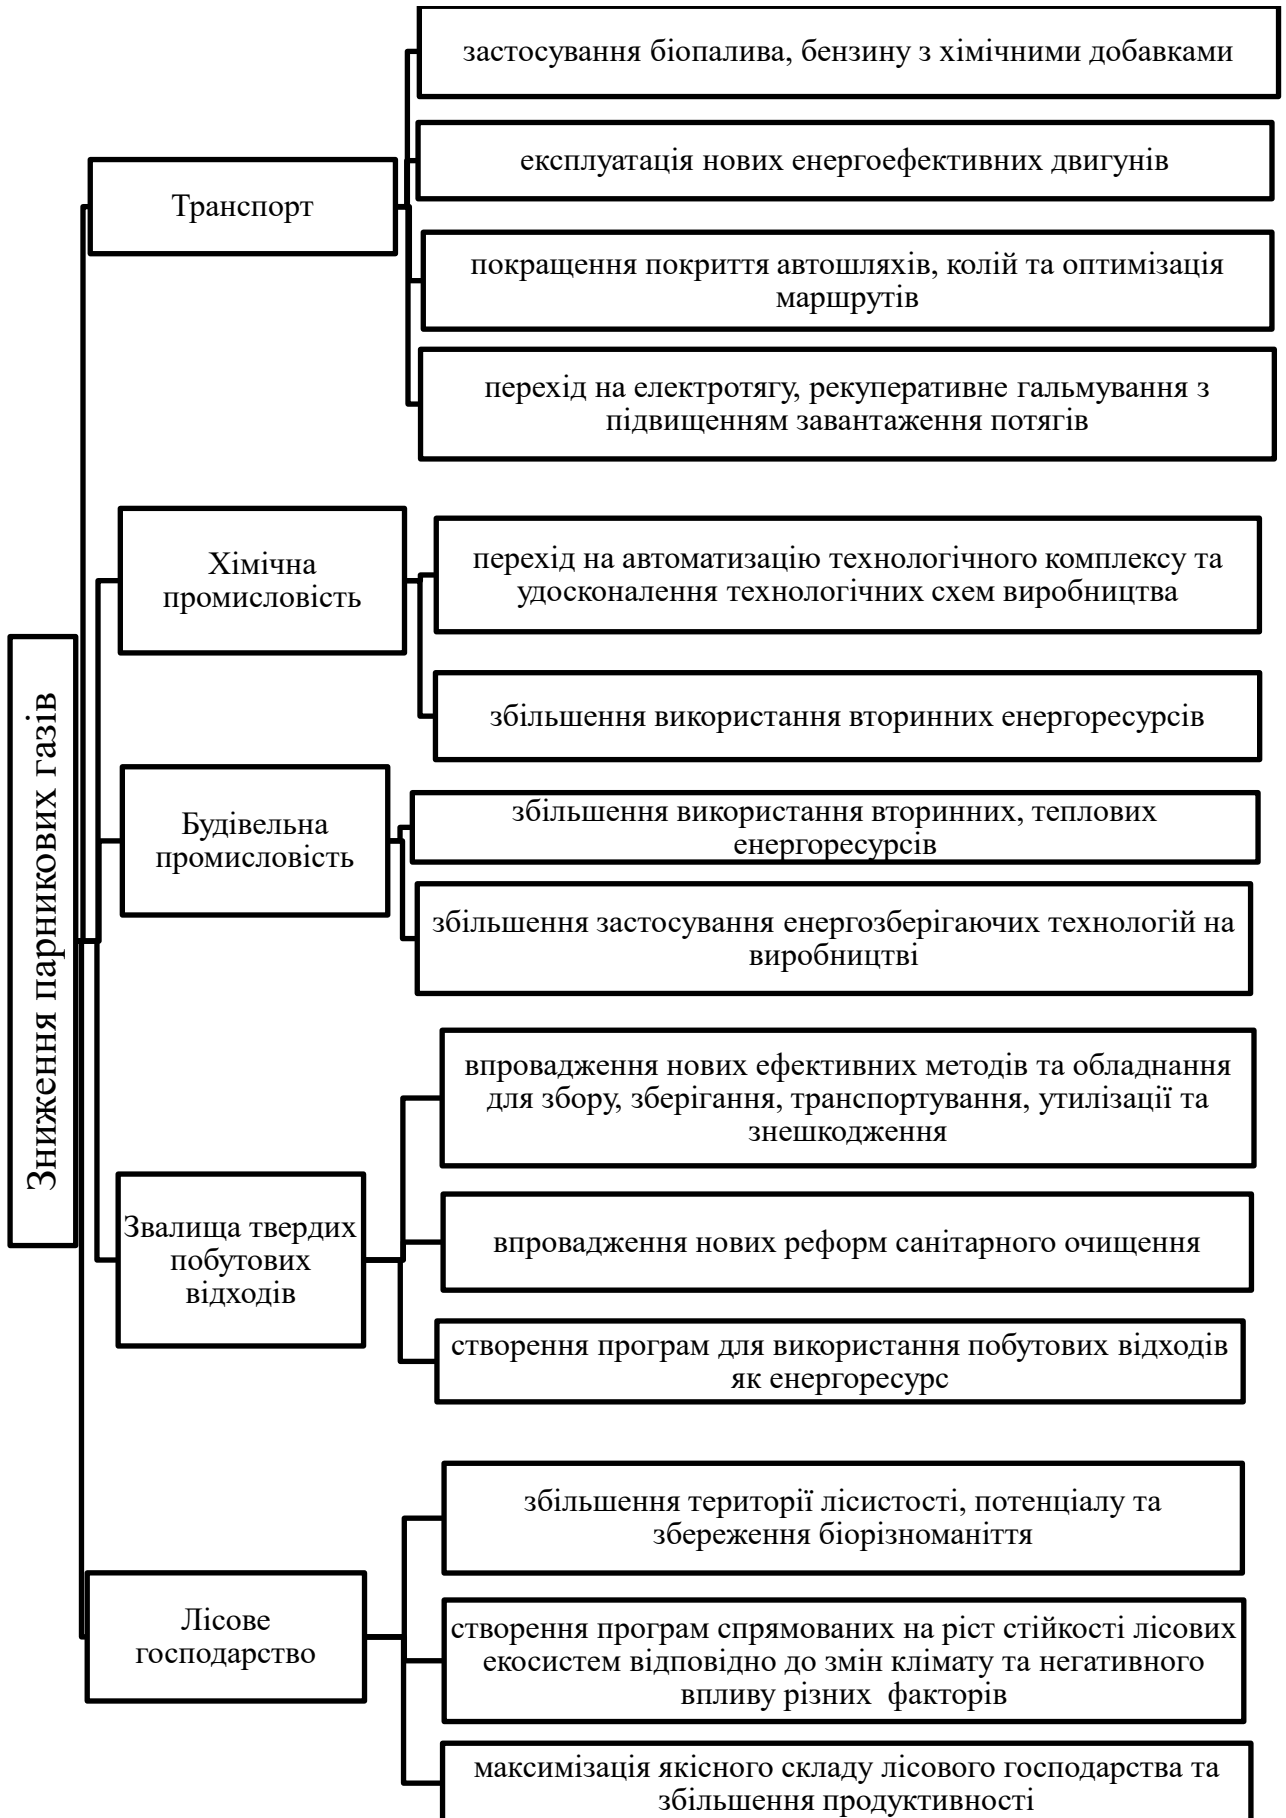 Зниження парникових газів
Транспорт
застосування біопалива, бензину з хімічними добавками
експлуатація нових енергоефективних двигунів
покращення покриття автошляхів, колій та оптимізація
маршрутів
перехід на електротягу, рекуперативне гальмування з
підвищенням завантаження потягів
Хімічна
промисловість
перехід на автоматизацію технологічного комплексу та
удосконалення технологічних схем виробництва
збільшення використання вторинних енергоресурсів
Будівельна
промисловість
збільшення використання вторинних, теплових
енергоресурсів
збільшення застосування енергозберігаючих технологій на
виробництві
Звалища твердих
побутових
відходів
впровадження нових ефективних методів та обладнання
для збору, зберігання, транспортування, утилізації та
знешкодження
впровадження нових реформ санітарного очищення
створення програм для використання побутових відходів
як енергоресурс
Лісове
господарство
збільшення території лісистості, потенціалу та
збереження біорізноманіття
створення програм спрямованих на ріст стійкості лісових
екосистем відповідно до змін клімату та негативного
впливу різних факторів
максимізація якісного складу лісового господарства та
збільшення продуктивності